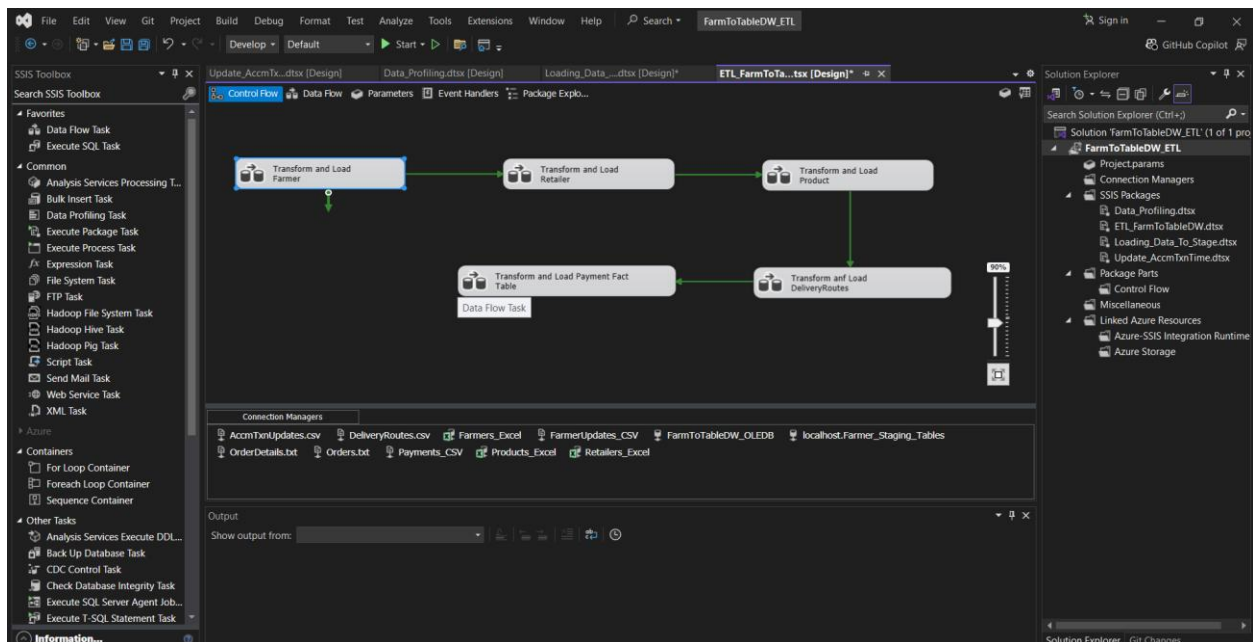 File Edit View Git Project Build Debug Format Test Analyze Tools Extensions Window Help Search FarmToTableDW_ETL Sign in
Develop Default Start GitHub Copilot
SSIS Toolbox
Search SSIS Toolbox
Favorites
Data Flow Task
Execute SQL Task
Common
Analysis Services Processing T...
Bulk Insert Task
Data Profiling Task
Execute Package Task
Execute Process Task
Expression Task
File System Task
FTP Task
Hadoop File System Task
Hadoop Hive Task
Hadoop Pig Task
Script Task
Send Mail Task
Web Service Task
XML Task
Azure
Containers
For Loop Container
Foreach Loop Container
Sequence Container
Other Tasks
Analysis Services Execute DDL...
Back Up Database Task
CDC Control Task
Check Database Integrity Task
Execute SQL Server Agent Job...
Execute T-SQL Statement Task
Information...
Update_AccmTx...dtsx [Design] Data_Profiling.dtsx [Design] Loading_Data_...dtsx [Design]* ETL_FarmToTa...tsx [Design]*
Control Flow Data Flow Parameters Event Handlers Package Explo...
Transform and Load
Farmer
Transform and Load
Retailer
Transform and Load
Product
Transform and Load Payment Fact
Table
Transform anf Load
DeliveryRoutes
Data Flow Task
90%
Connection Managers
AccmTxnUpdates.csv DeliveryRoutes.csv Farmers_Excel FarmerUpdates_CSV FarmToTableDW_OLEDB localhost.Farmer_Staging_Tables
OrderDetails.txt Orders.txt Payments_CSV Products_Excel Retailers_Excel
Output
Show output from:
Solution Explorer
Search Solution Explorer (Ctrl+;)
Solution 'FarmToTableDW_ETL' (1 of 1 pro
FarmToTableDW_ETL
Project.params
Connection Managers
SSIS Packages
Data_Profiling.dtsx
ETL_FarmToTableDW.dtsx
Loading_Data_To_Stage.dtsx
Update_AccmTxnTime.dtsx
Package Parts
Control Flow
Miscellaneous
Linked Azure Resources
Azure-SSIS Integration Runtime
Azure Storage
Solution Explorer Git Changes